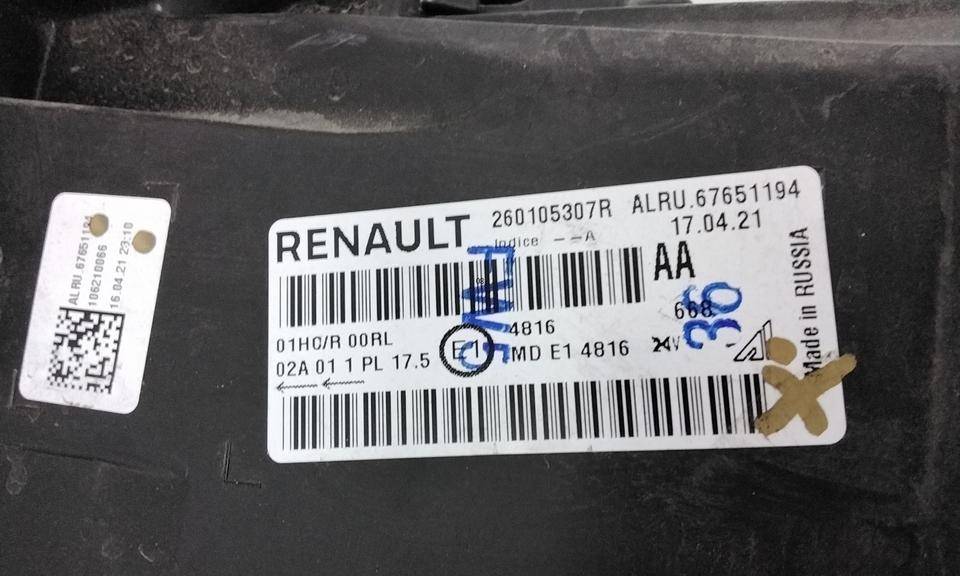 ALRU.67651194
106210066
16.04.21 23:10
RENAULT 260105307R ALRU.67651194
Indice --A 17.04.21
AA
01HC/R 00RL 4816 668
02A 01 1 PL 17.5 E1 MD E1 4816
36
Made in RUSSIA